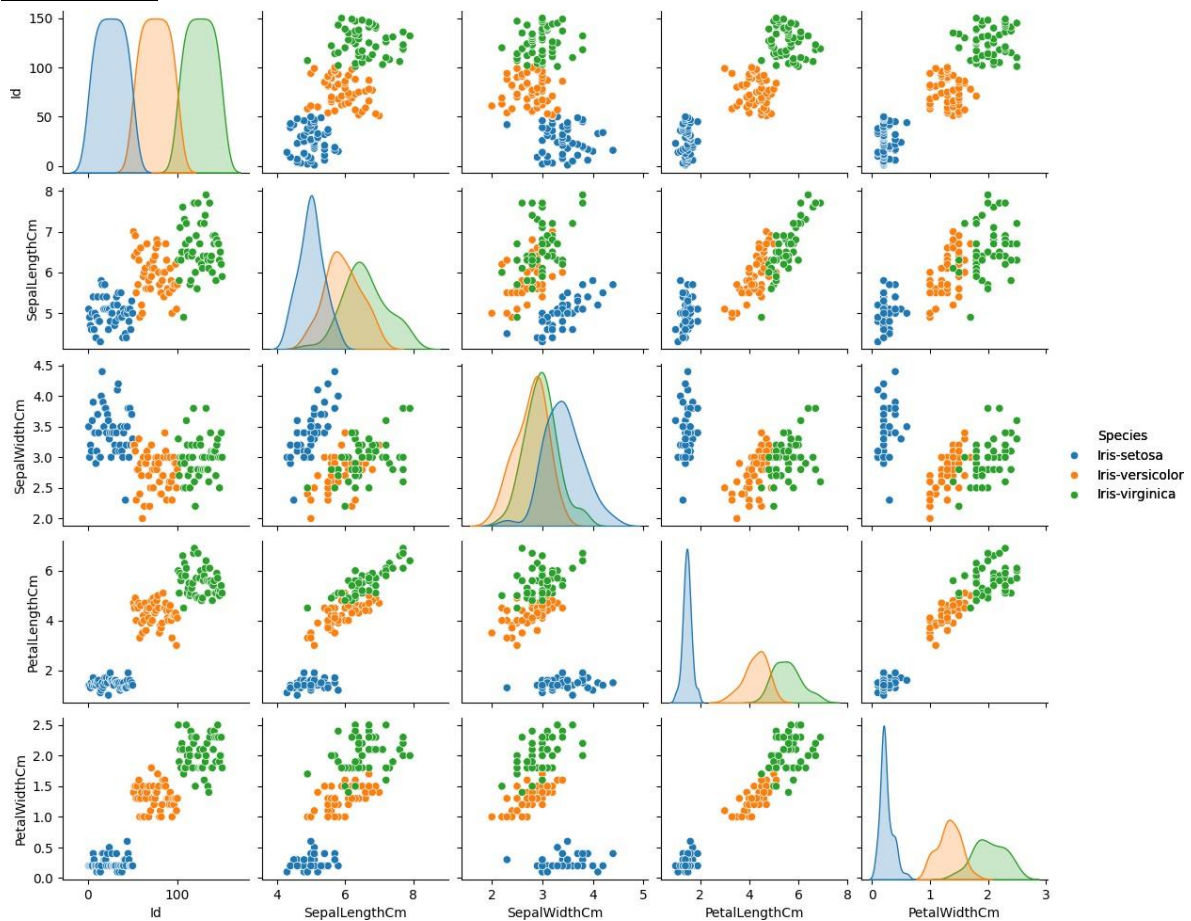 150
100
50
0
Id
8
7
6
5
SepalLengthCm
4.5
4.0
3.5
3.0
2.5
2.0
SepalWidthCm
Species
Iris-setosa
Iris-versicolor
Iris-virginica
6
4
2
PetalLengthCm
2.5
2.0
1.5
1.0
0.5
0.0
PetalWidthCm
0 100
4 6 8
2 3 4 5
2 4 6 8
0 1 2 3
Id SepalLengthCm SepalWidthCm PetalLengthCm PetalWidthCm